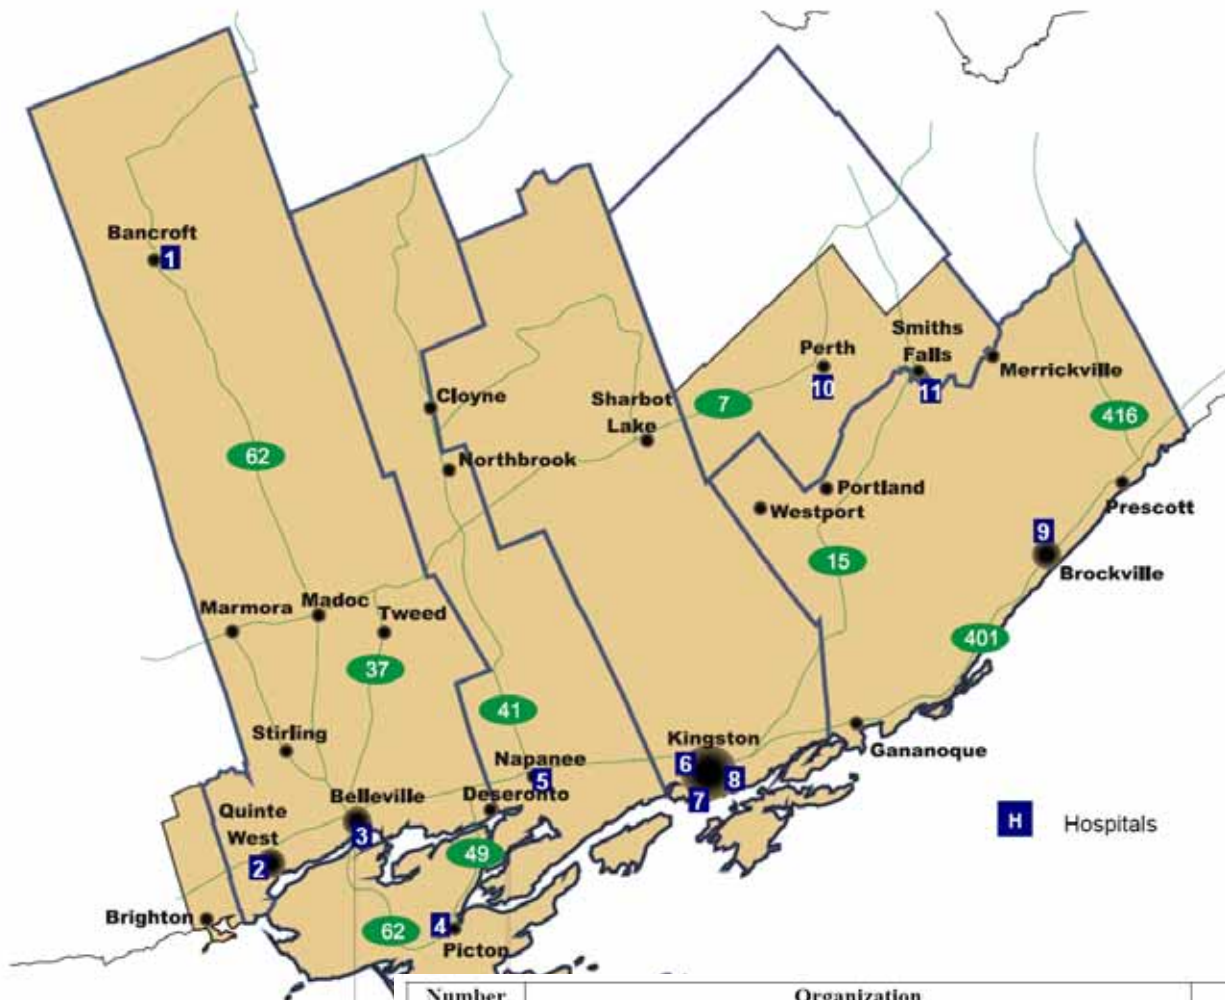 Bancroft
1
Smiths
Falls
Perth
Merrickville
10
11
Cloyne
Sharbot
Lake
7
416
62
Northbrook
Portland
Westport
Prescott
9
15
Brockville
Marmora
Madoc
Tweed
401
37
41
Stirling
Kingston
Gananoque
Napanee
6
8
5
7
Belleville
Deseronto
Quinte
West
3
H
Hospitals
2
49
Brighton
4
62
Picton
Number
Organization